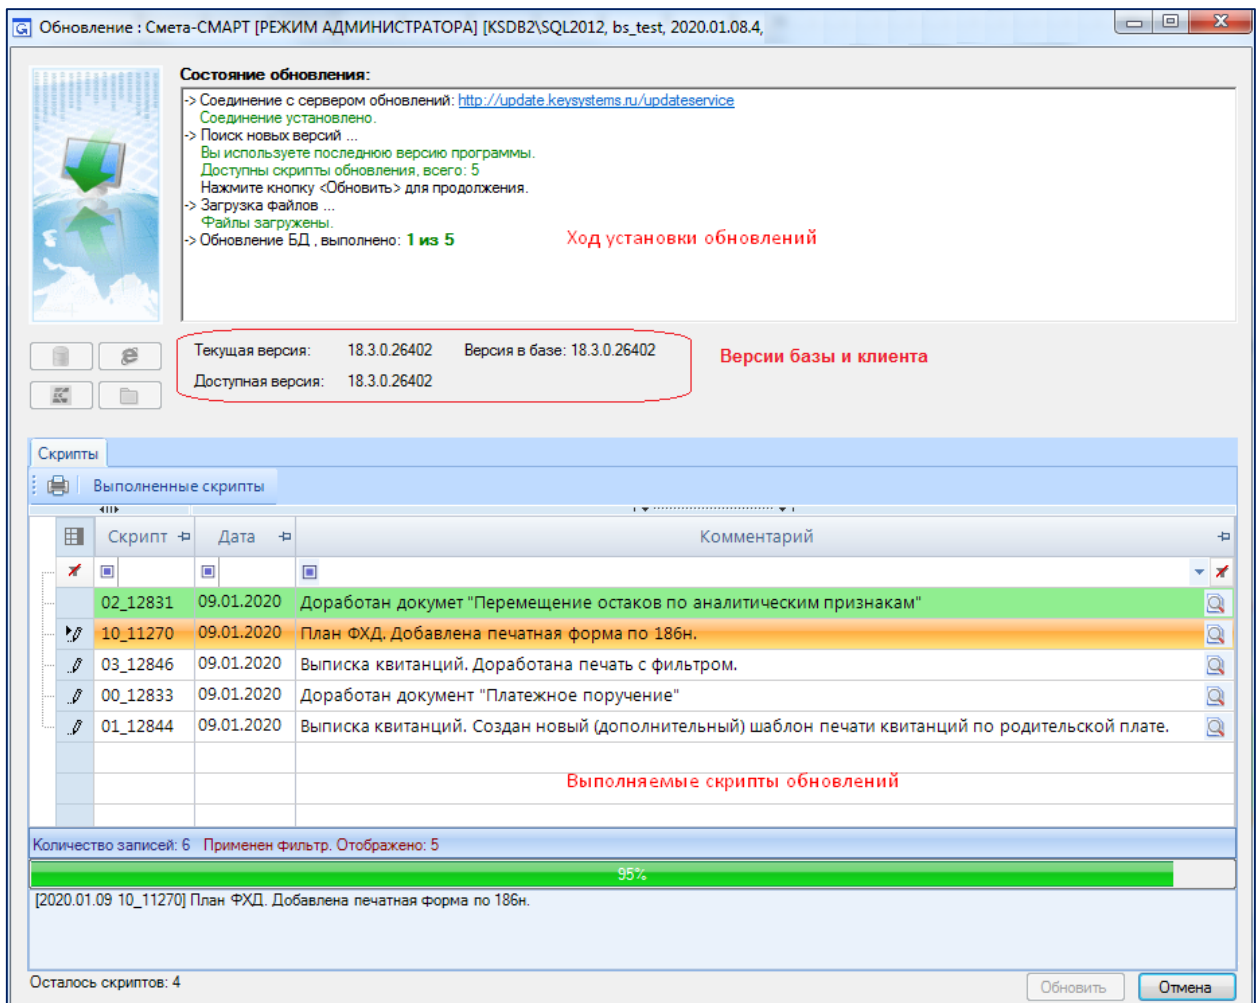 Обновление : Смета-СМАРТ [РЕЖИМ АДМИНИСТРАТОРА] [KSDB2\SQL2012, bs_test, 2020.01.08.4,
Состояние обновления:
-> Соединение с сервером обновлений: http://update.keysystems.ru/updateservice
Соединение установлено.
-> Поиск новых версий ...
Вы используете последнюю версию программы.
Доступны скрипты обновления, всего: 5
Нажмите кнопку <Обновить> для продолжения.
-> Загрузка файлов ...
Файлы загружены.
-> Обновление БД , выполнено: 1 из 5
Ход установки обновлений
Текущая версия: 18.3.0.26402 Версия в базе: 18.3.0.26402
Доступная версия: 18.3.0.26402
Версии базы и клиента
Скрипты
Выполненные скрипты
Скрипт Дата Комментарий
02_12831 09.01.2020 Доработан докумет "Перемещение остаков по аналитическим признакам"
10_11270 09.01.2020 План ФХД. Добавлена печатная форма по 186н.
03_12846 09.01.2020 Выписка квитанций. Доработана печать с фильтром.
00_12833 09.01.2020 Доработан документ "Платежное поручение"
01_12844 09.01.2020 Выписка квитанций. Создан новый (дополнительный) шаблон печати квитанций по родительской плате.
Выполняемые скрипты обновлений
Количество записей: 6 Применен фильтр. Отображено: 5
95%
[2020.01.09 10_11270] План ФХД. Добавлена печатная форма по 186н.
Осталось скриптов: 4
Обновить Отмена